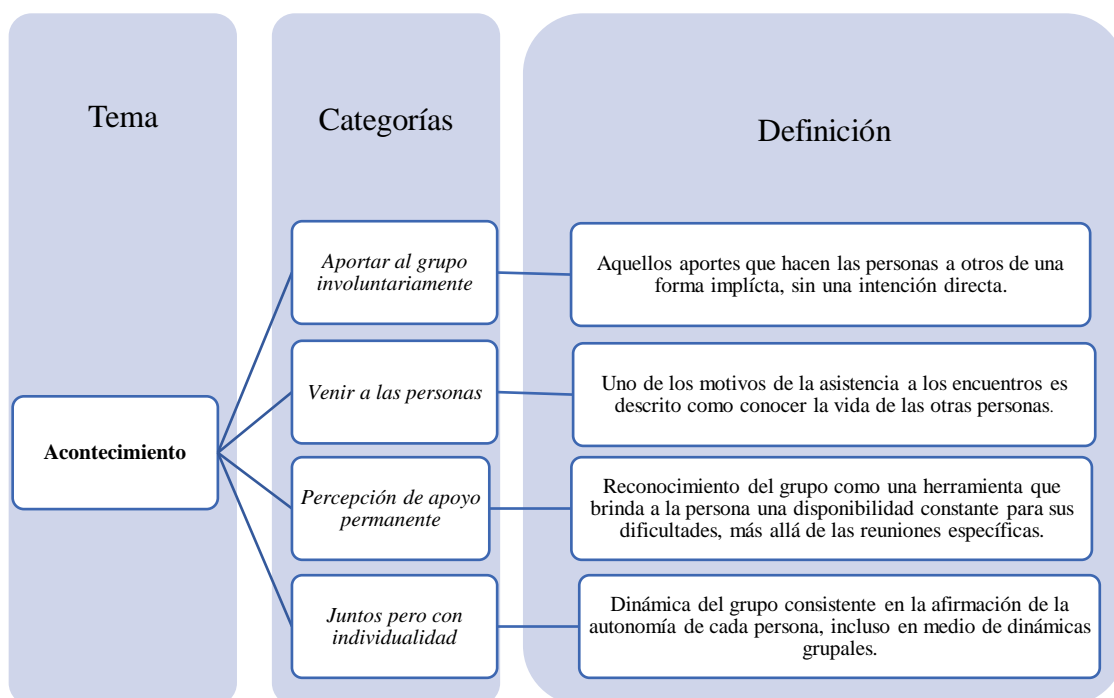 Tema
Categorías
Definición
Aportar al grupo
involuntariamente
Aquellos aportes que hacen las personas a otros de una
forma implícta, sin una intención directa.
Venir a las personas
Uno de los motivos de la asistencia a los encuentros es
descrito como conocer la vida de las otras personas.
Acontecimiento
Percepción de apoyo
permanente
Reconocimiento del grupo como una herramienta que
brinda a la persona una disponibilidad constante para sus
dificultades, más allá de las reuniones específicas.
Juntos pero con
individualidad
Dinámica del grupo consistente en la afirmación de la
autonomía de cada persona, incluso en medio de dinámicas
grupales.